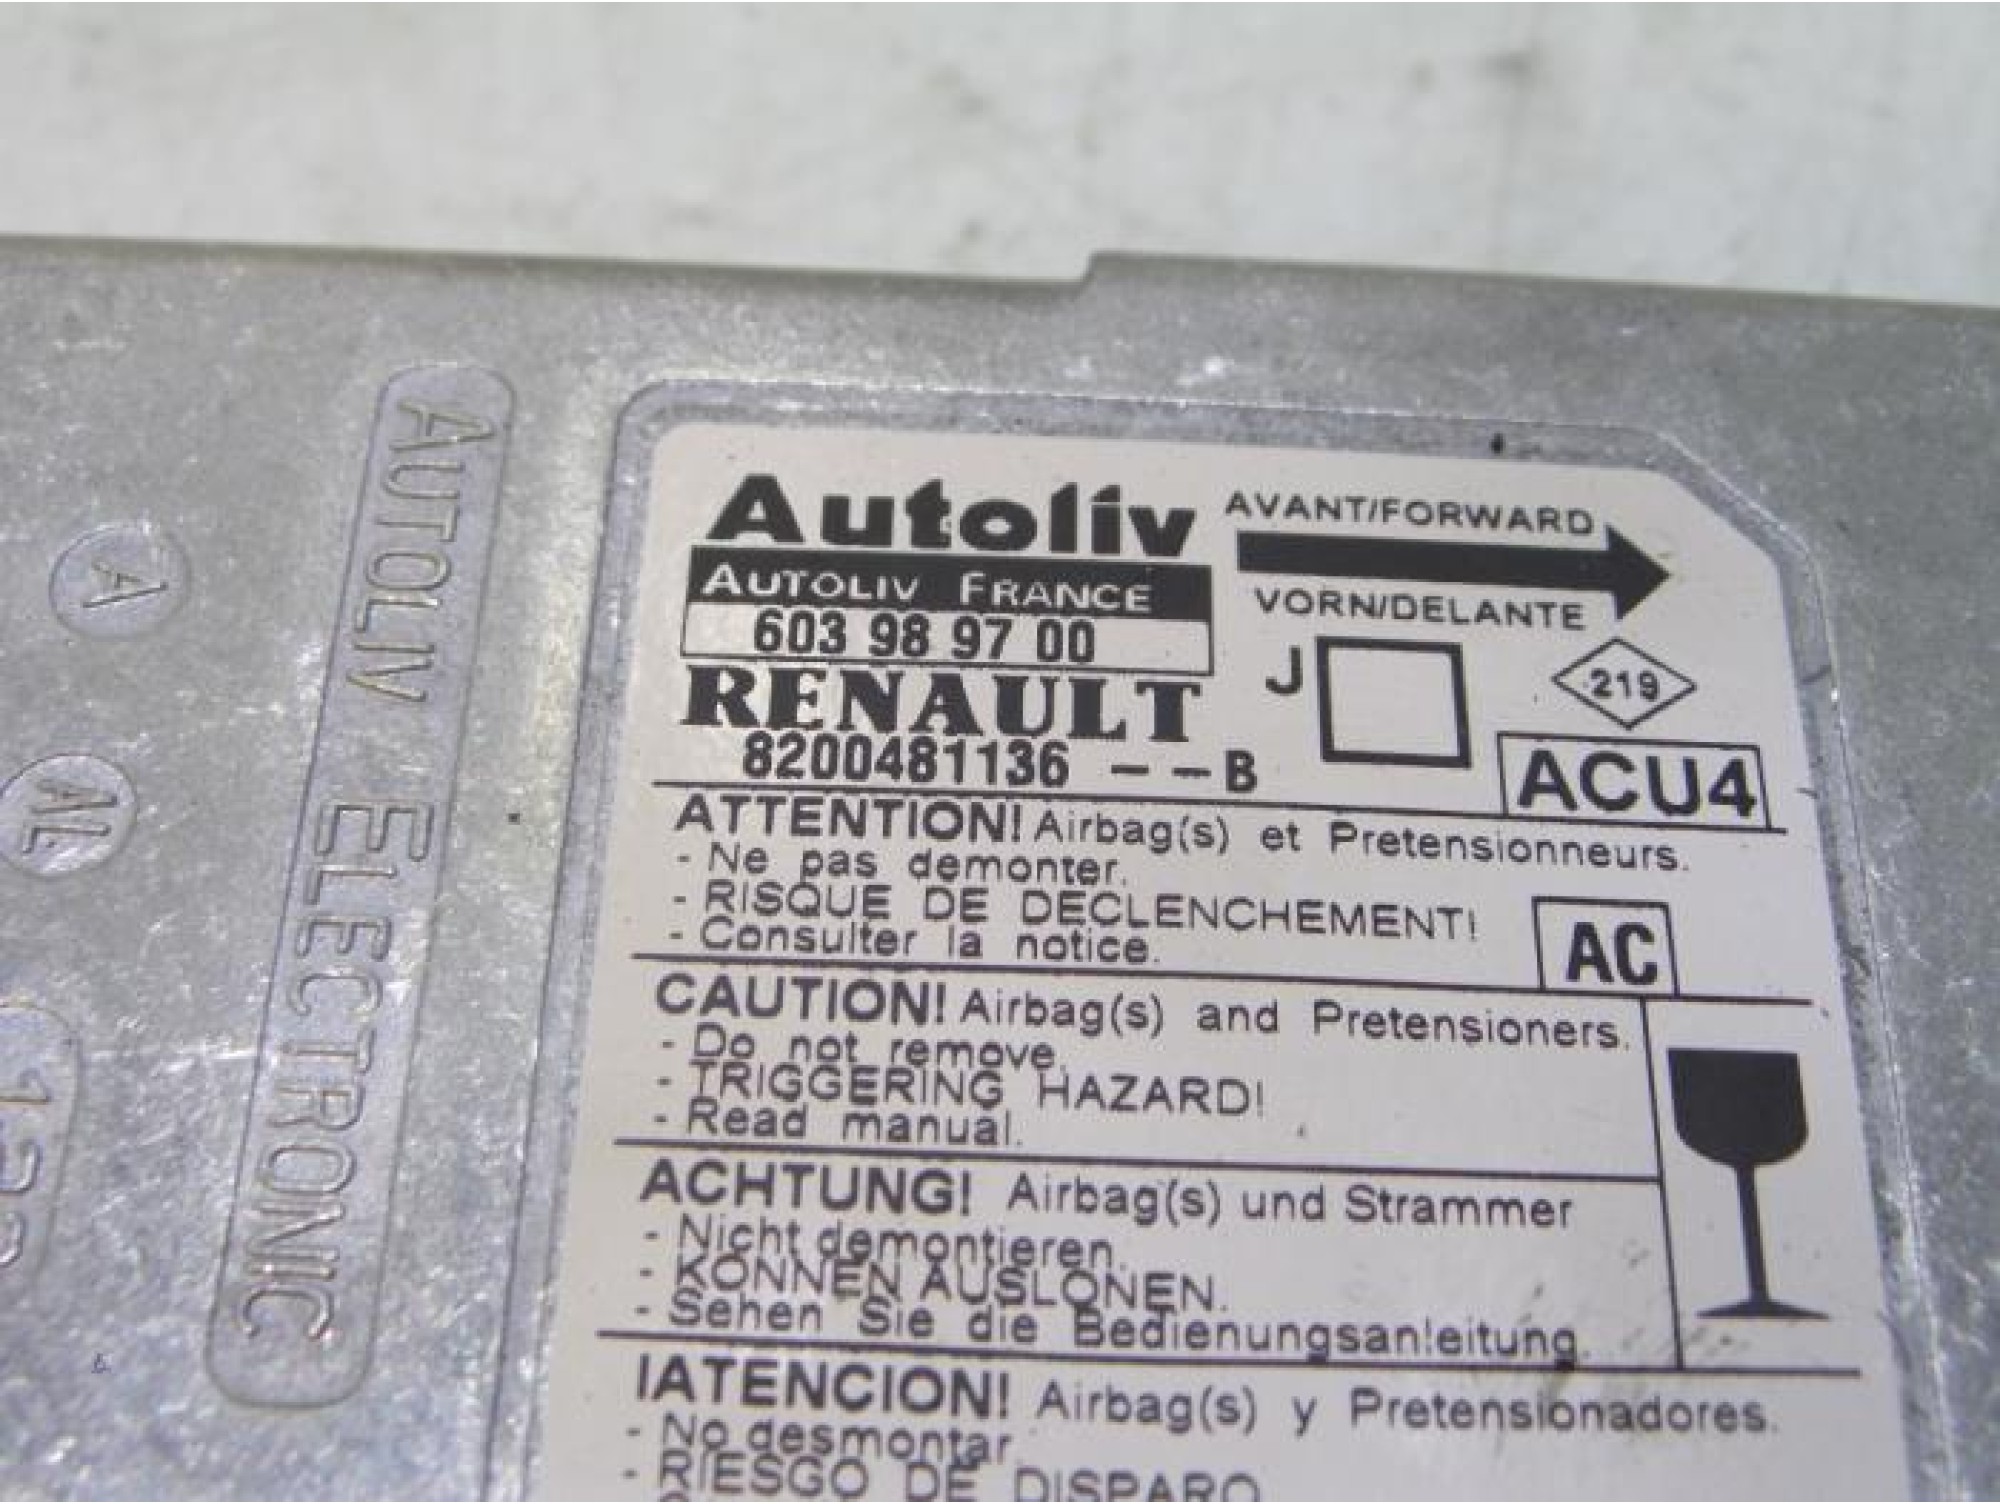 Autoliv
AVANT/FORWARD
AUTOLIV FRANCE
603 98 97 00
VORN/DELANTE
RENAULT
J
219
8200481136 --B
ACU4
ATTENTION! Airbag(s) et Pretensionneurs.
- Ne pas demonter.
- RISQUE DE DECLENCHEMENT!
- Consulter la notice.
AC
CAUTION! Airbag(s) and Pretensioners.
- Do not remove.
- TRIGGERING HAZARD!
- Read manual.
ACHTUNG! Airbag(s) und Strammer
- Nicht demontieren.
- KONNEN AUSLONEN.
- Sehen Sie die Bedienungsanleitung.
IATENCION! Airbag(s) y Pretensionadores.
- No desmontar
- RIESGO DE DISPARO
AUTOLIV ELECTRONIC
A
AL